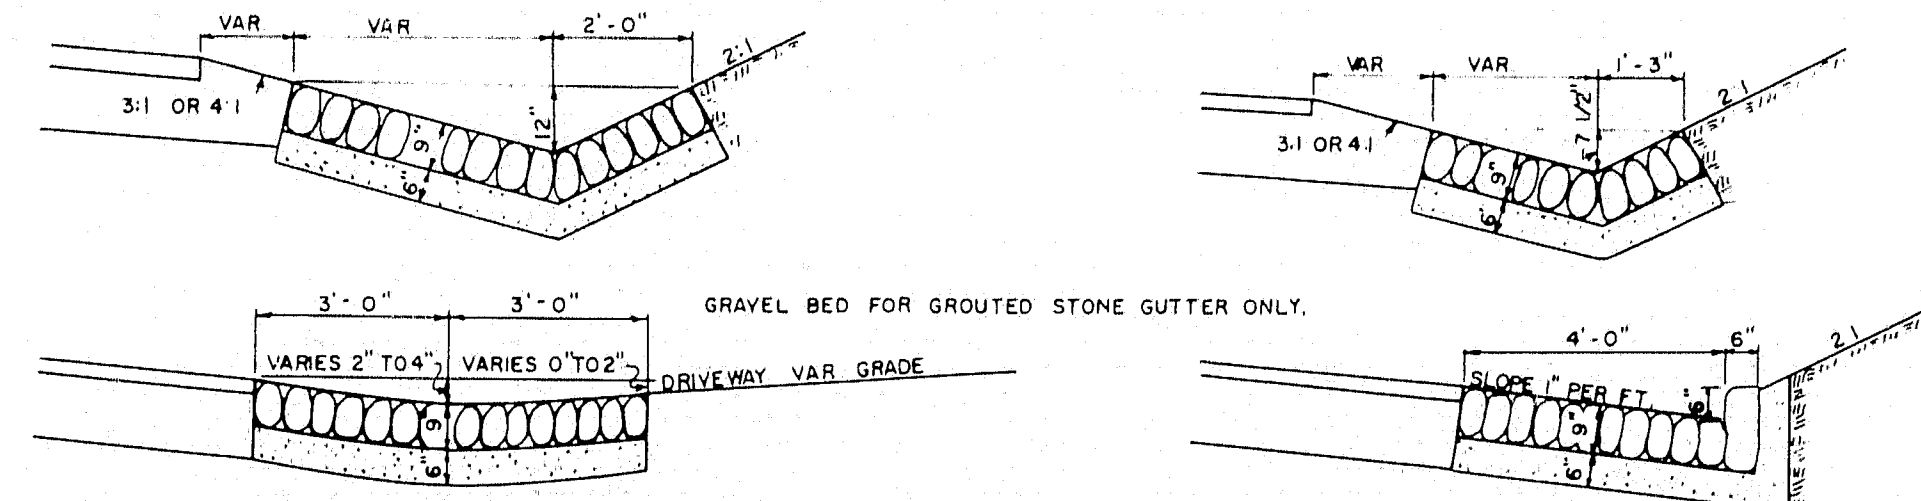 VAR
VAR
2'-0"
2:1
3:1 OR 4:1
12"
9"
6"
VAR
VAR
1'-3"
2:1
3:1 OR 4:1
7 1/2"
9"
6"
3'-0"
3'-0"
GRAVEL BED FOR GROUTED STONE GUTTER ONLY.
VARIES 2" TO 4"
VARIES 0" TO 2"
DRIVEWAY VAR GRADE
9"
6"
4'-0"
6"
2:1
SLOPE 1" PER FT.
6"
9"
6"